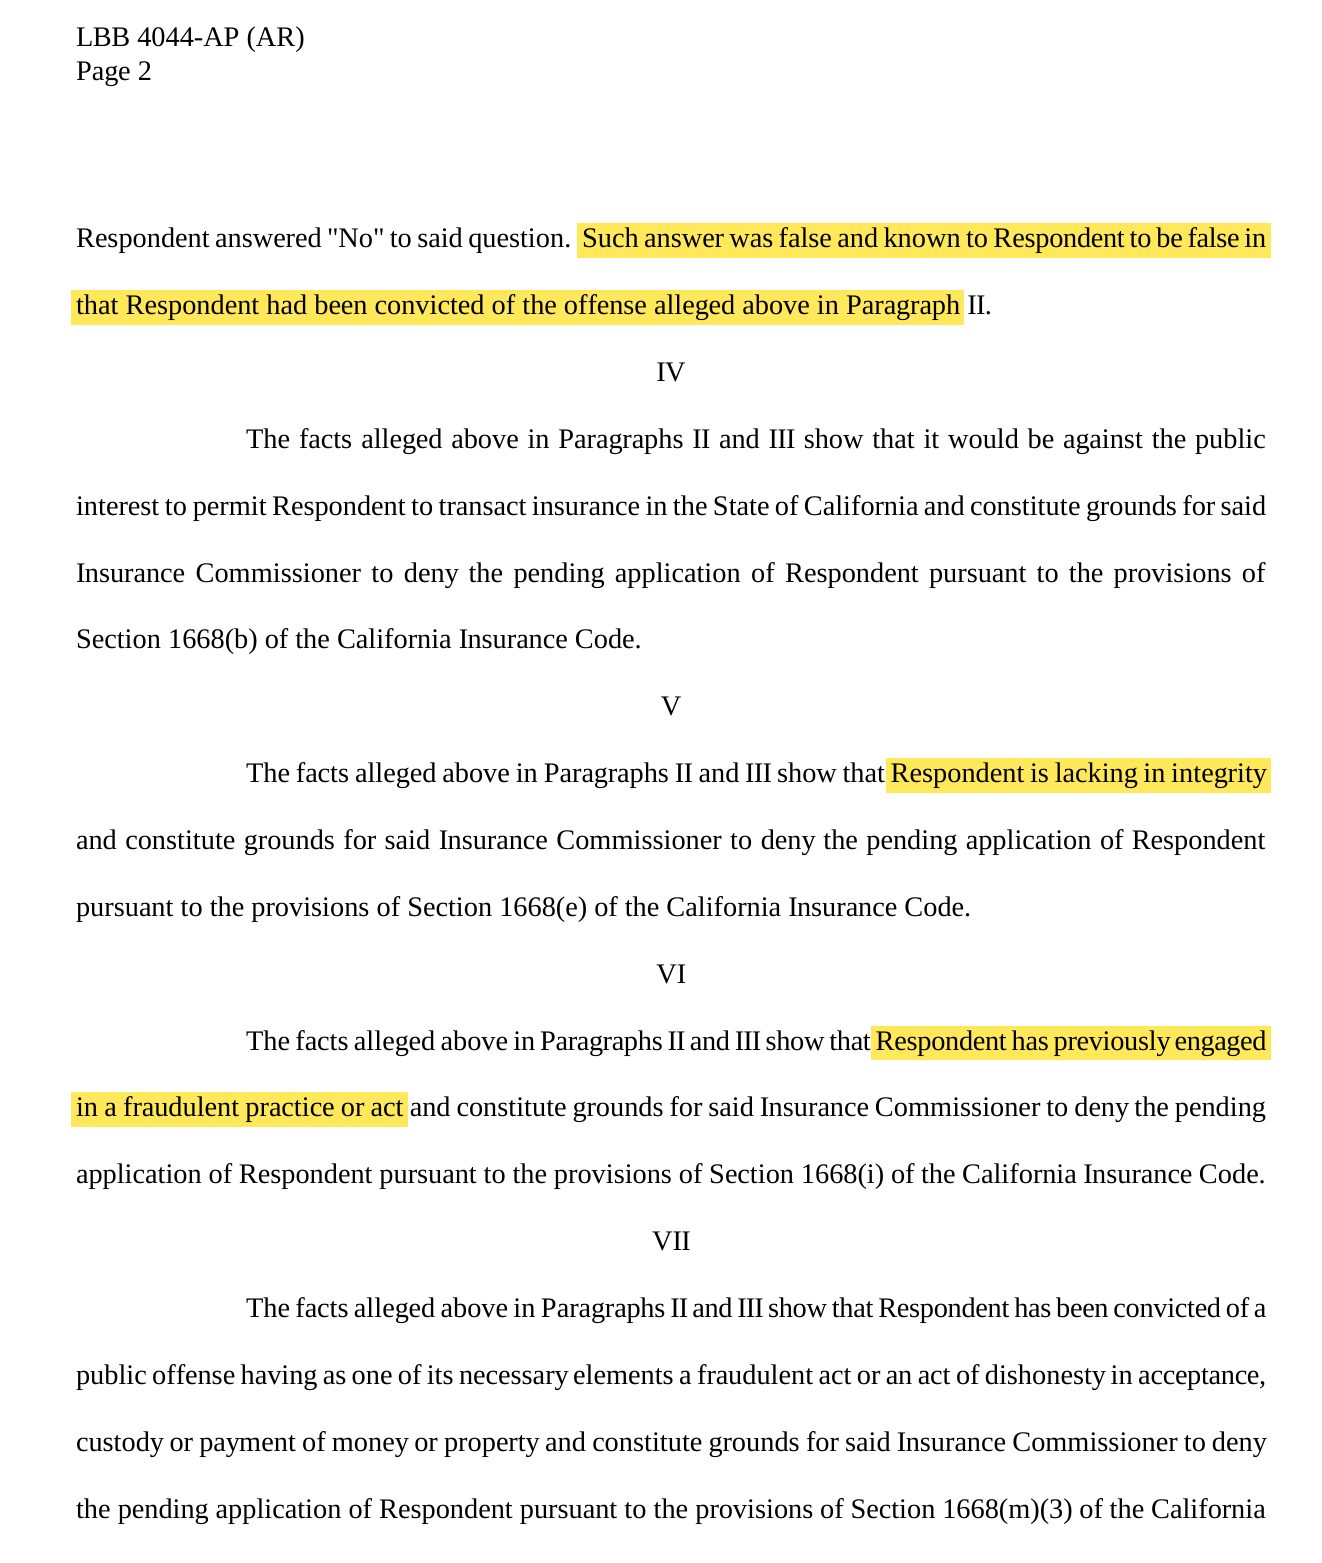 LBB 4044-AP (AR)
Page 2
Respondent answered "No" to said question. Such answer was false and known to Respondent to be false in
that Respondent had been convicted of the offense alleged above in Paragraph II.
IV
The facts alleged above in Paragraphs II and III show that it would be against the public
interest to permit Respondent to transact insurance in the State of California and constitute grounds for said
Insurance Commissioner to deny the pending application of Respondent pursuant to the provisions of
Section 1668(b) of the California Insurance Code.
V
The facts alleged above in Paragraphs II and III show that Respondent is lacking in integrity
and constitute grounds for said Insurance Commissioner to deny the pending application of Respondent
pursuant to the provisions of Section 1668(e) of the California Insurance Code.
VI
The facts alleged above in Paragraphs II and III show that Respondent has previously engaged
in a fraudulent practice or act and constitute grounds for said Insurance Commissioner to deny the pending
application of Respondent pursuant to the provisions of Section 1668(i) of the California Insurance Code.
VII
The facts alleged above in Paragraphs II and III show that Respondent has been convicted of a
public offense having as one of its necessary elements a fraudulent act or an act of dishonesty in acceptance,
custody or payment of money or property and constitute grounds for said Insurance Commissioner to deny
the pending application of Respondent pursuant to the provisions of Section 1668(m)(3) of the California